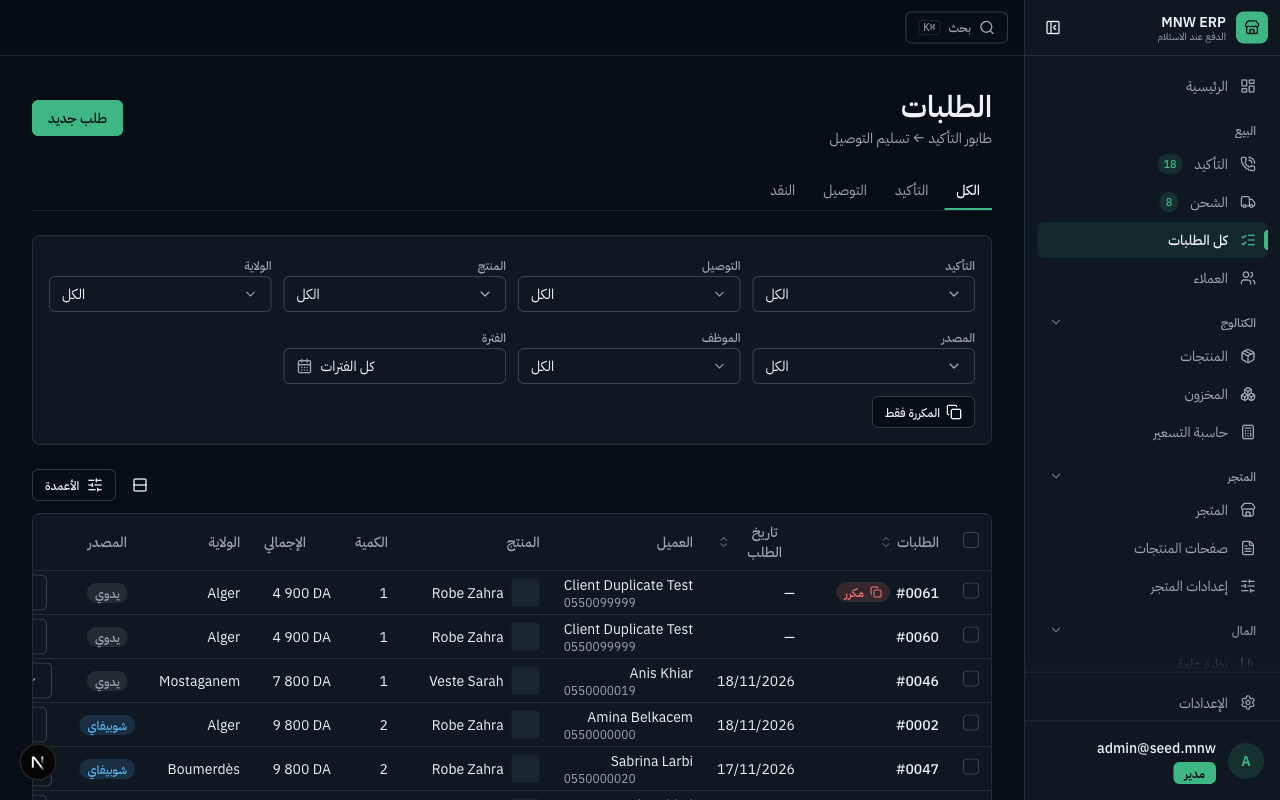 MNW ERP
الدفع عند الاستلام
بحث ⌘K
الرئيسية
البيع
التأكيد 18
الشحن 8
كل الطلبات
العملاء
الكتالوج
المنتجات
المخزون
حاسبة التسعير
المتجر
المتجر
صفحات المنتجات
إعدادات المتجر
المال
نظرة عامة
الإعدادات
admin@seed.mnw
مدير
A
الطلبات
طابور التأكيد ← تسليم التوصيل
طلب جديد
الكل التأكيد التوصيل النقد
التأكيد التوصيل المنتج الولاية
الكل الكل الكل الكل
المصدر الموظف الفترة
الكل الكل كل الفترات
المكررة فقط
الأعمدة
الطلبات تاريخ الطلب العميل المنتج الكمية الإجمالي الولاية المصدر
#0061 مكرر — Client Duplicate Test 0550099999 Robe Zahra 1 4 900 DA Alger يدوي
#0060 — Client Duplicate Test 0550099999 Robe Zahra 1 4 900 DA Alger يدوي
#0046 18/11/2026 Anis Khiar 0550000019 Veste Sarah 1 7 800 DA Mostaganem يدوي
#0002 18/11/2026 Amina Belkacem 0550000000 Robe Zahra 2 9 800 DA Alger شوبيفاي
#0047 17/11/2026 Sabrina Larbi 0550000020 Robe Zahra 2 9 800 DA Boumerdès شوبيفاي
N